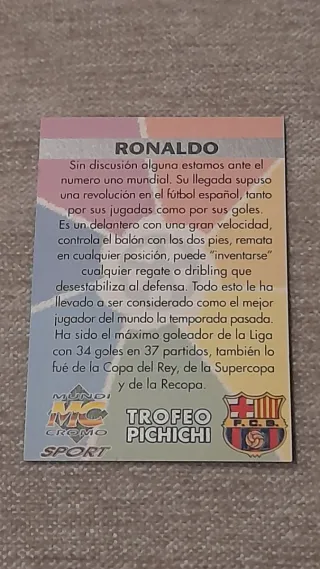 RONALDO
Sin discusión alguna estamos ante el
numero uno mundial. Su llegada supuso
una revolución en el fútbol español, tanto
por sus jugadas como por sus goles.
Es un delantero con una gran velocidad,
controla el balón con los dos pies, remata
en cualquier posición, puede "inventarse"
cualquier regate o dribling que
desestabiliza al defensa. Todo esto le ha
llevado a ser considerado como el mejor
jugador del mundo la temporada pasada.
Ha sido el máximo goleador de la Liga
con 34 goles en 37 partidos, también lo
fué de la Copa del Rey, de la Supercopa
y de la Recopa.
MUNDI
MC
CROMO
SPORT
TROFEO
PICHICHI
F.C.B.